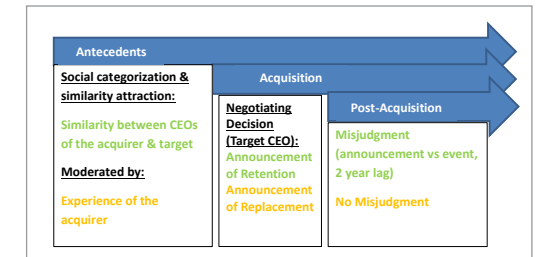 Antecedents
Social categorization &
similarity attraction:
Similarity between CEOs
of the acquirer & target
Moderated by:
Experience of the
acquirer
Acquisition
Negotiating
Decision
(Target CEO):
Announcement
of Retention
Announcement
of Replacement
Post-Acquisition
Misjudgment
(announcement vs event,
2 year lag)
No Misjudgment